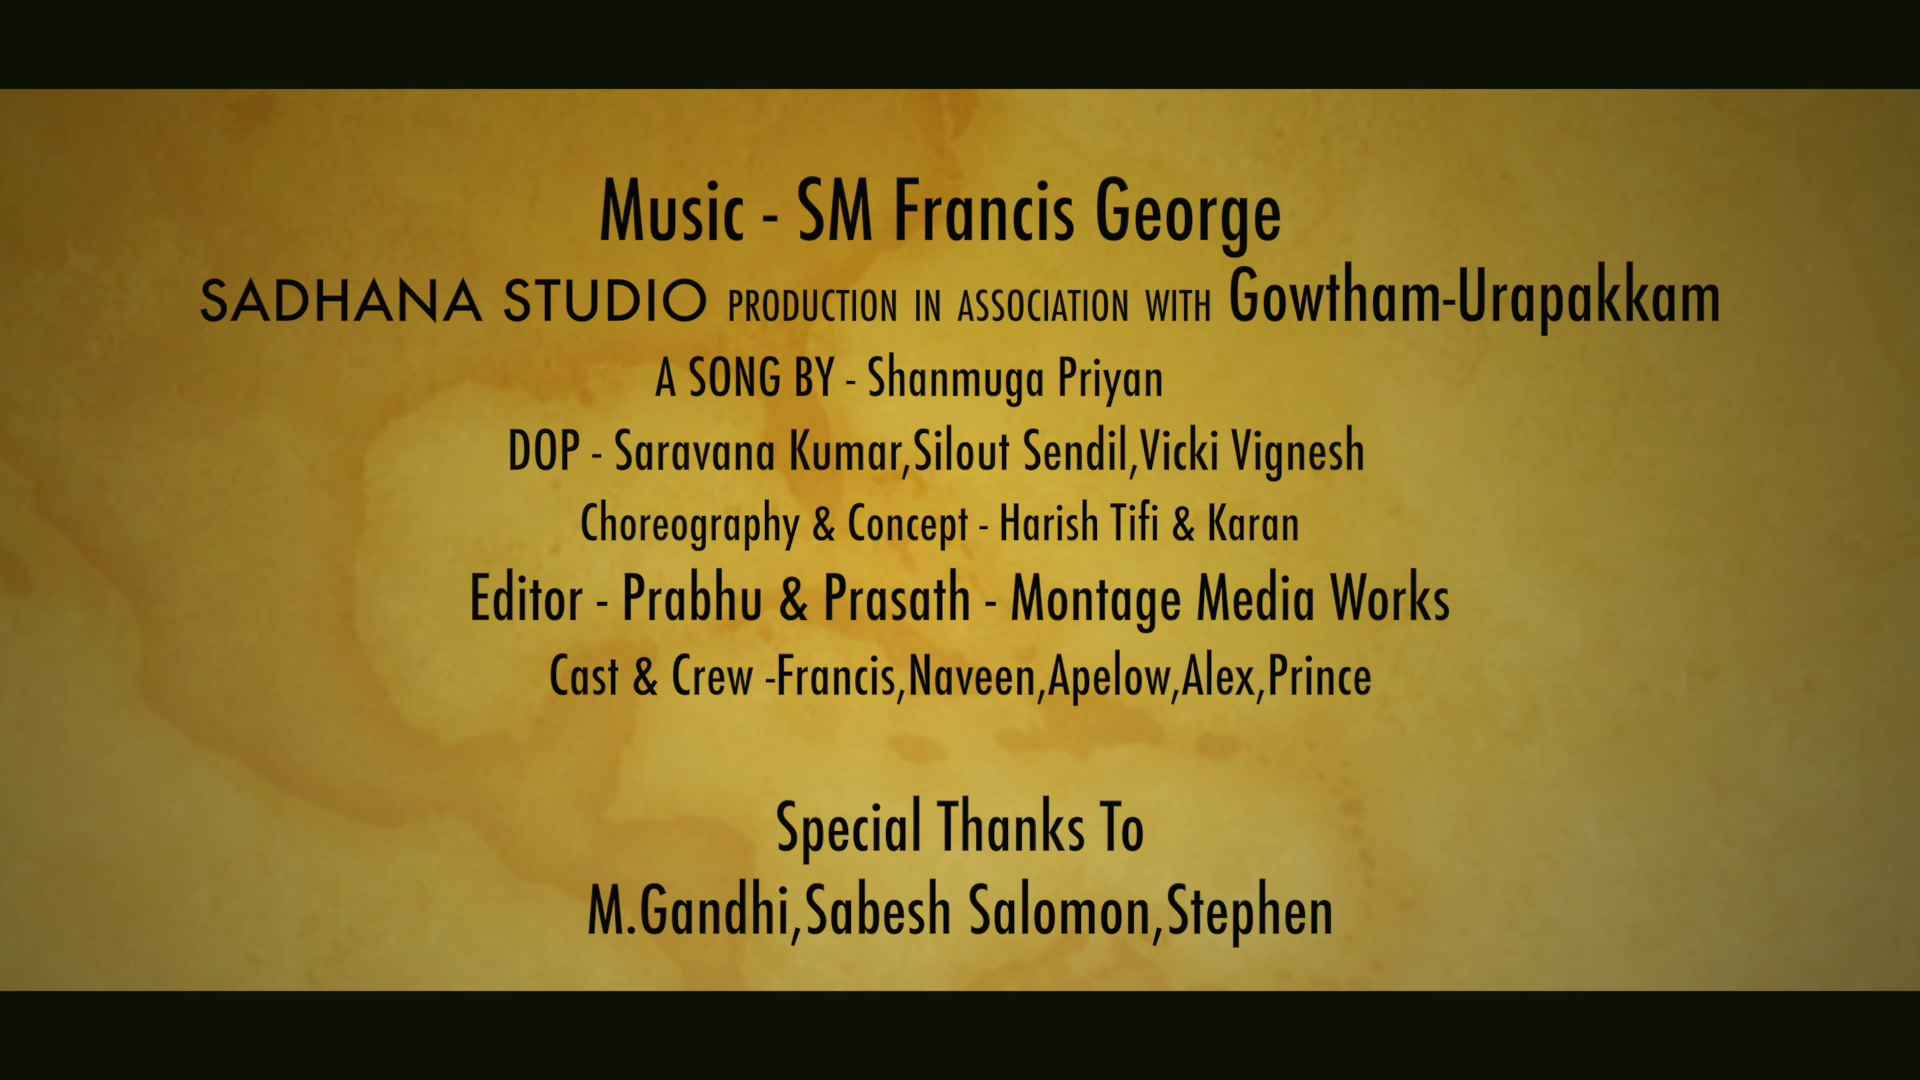 Music - SM Francis George
SADHANA STUDIO PRODUCTION IN ASSOCIATION WITH Gowtham-Urapakkam
A SONG BY - Shanmuga Priyan
DOP - Saravana Kumar,Silout Sendil,Vicki Vignesh
Choreography & Concept - Harish Tifi & Karan
Editor - Prabhu & Prasath - Montage Media Works
Cast & Crew -Francis,Naveen,Apelow,Alex,Prince
Special Thanks To
M.Gandhi,Sabesh Salomon,Stephen